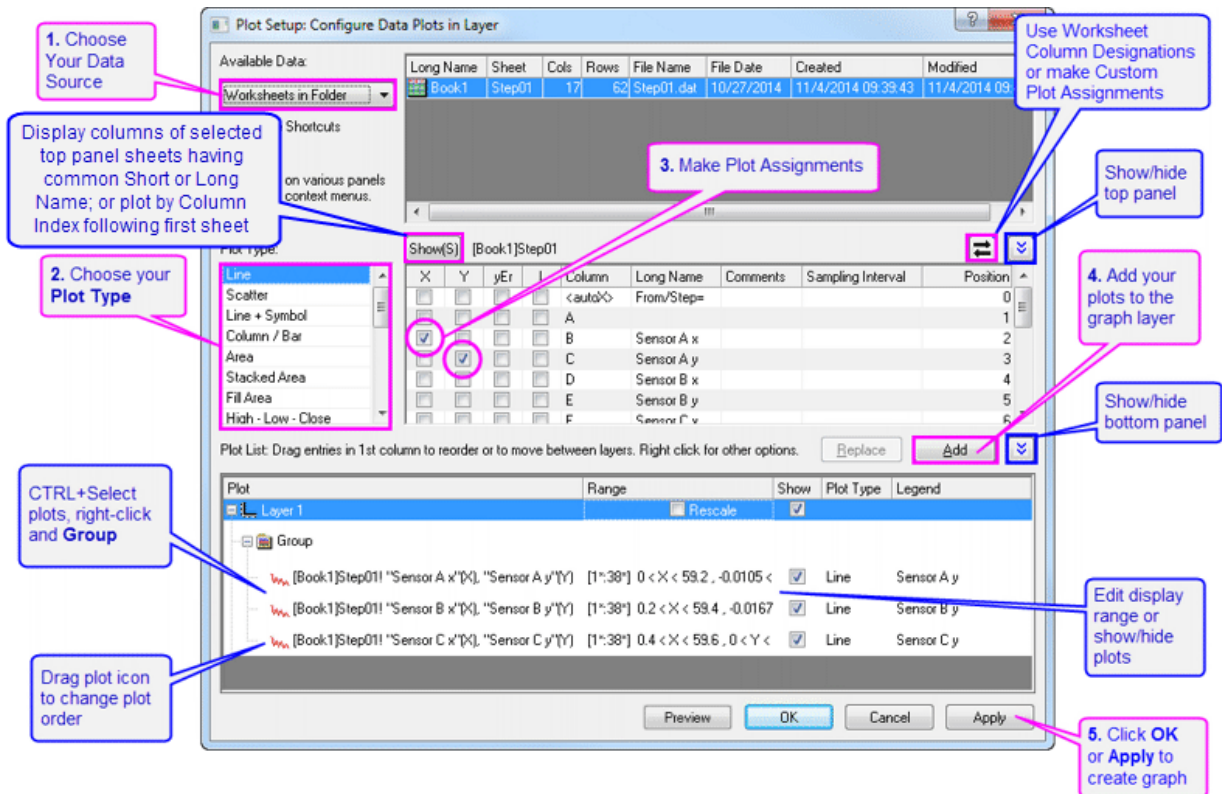 Plot Setup: Configure Data Plots in Layer
1. Choose
Your Data
Source
Use Worksheet
Column Designations
or make Custom
Plot Assignments
Available Data:
Worksheets in Folder
Long Name Sheet Cols Rows File Name File Date Created Modified
Book1 Step01 17 62 Step01.dat 10/27/2014 11/4/2014 09:39:43 11/4/2014 09:
Shortcuts
on various panels
context menus.
Display columns of selected
top panel sheets having
common Short or Long
Name; or plot by Column
Index following first sheet
3. Make Plot Assignments
Show/hide
top panel
Plot Type:
Show(S) [Book1]Step01
2. Choose your
Plot Type
Line
Scatter
Line + Symbol
Column / Bar
Area
Stacked Area
Fill Area
High - Low - Close
X Y yEr L Column Long Name Comments Sampling Interval Position
<autoX> From/Step= 0
A 1
B Sensor A x 2
C Sensor A y 3
D Sensor B x 4
E Sensor B y 5
F Sensor C x 6
4. Add your
plots to the
graph layer
Show/hide
bottom panel
Plot List: Drag entries in 1st column to reorder or to move between layers. Right click for other options.
Replace
Add
Plot Range Show Plot Type Legend
Layer 1 Rescale
Group
[Book1]Step01! "Sensor A x"(X), "Sensor A y"(Y) [1*:38*] 0 < X < 59.2 , -0.0105 < Line Sensor A y
[Book1]Step01! "Sensor B x"(X), "Sensor B y"(Y) [1*:38*] 0.2 < X < 59.4 , -0.0167 Line Sensor B y
[Book1]Step01! "Sensor C x"(X), "Sensor C y"(Y) [1*:38*] 0.4 < X < 59.6 , 0 < Y < Line Sensor C y
CTRL+Select
plots, right-click
and Group
Drag plot icon
to change plot
order
Edit display
range or
show/hide
plots
Preview
OK
Cancel
Apply
5. Click OK
or Apply to
create graph